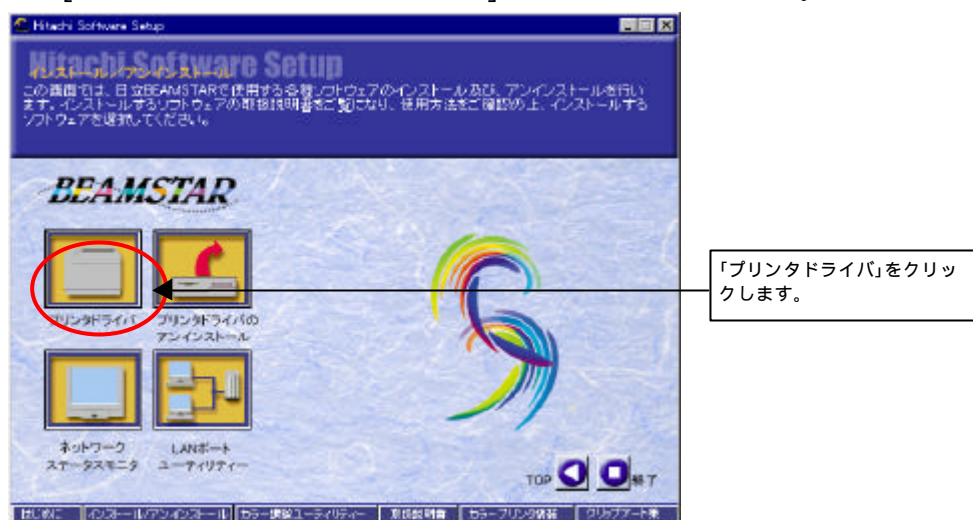 Hitachi Software Setup
Hitachi Software Setup
インストール/アンインストール
この画面では、日立BEAMSTARで使用する各種ソフトウェアのインストール及び、アンインストールを行い
ます。インストールするソフトウェアの取扱説明書をご覧になり、使用方法をご確認の上、インストールする
ソフトウェアを選択してください。
BEAMSTAR
プリンタドライバ
プリンタドライバの
アンインストール
「プリンタドライバ」をクリッ
クします。
ネットワーク
ステータスモニタ
LANポート
ユーティリティー
TOP
終了
はじめに
インストール/アンインストール
カラー調整ユーティリティー
取扱説明書
カラープリンタ倶楽部
クリップアート集